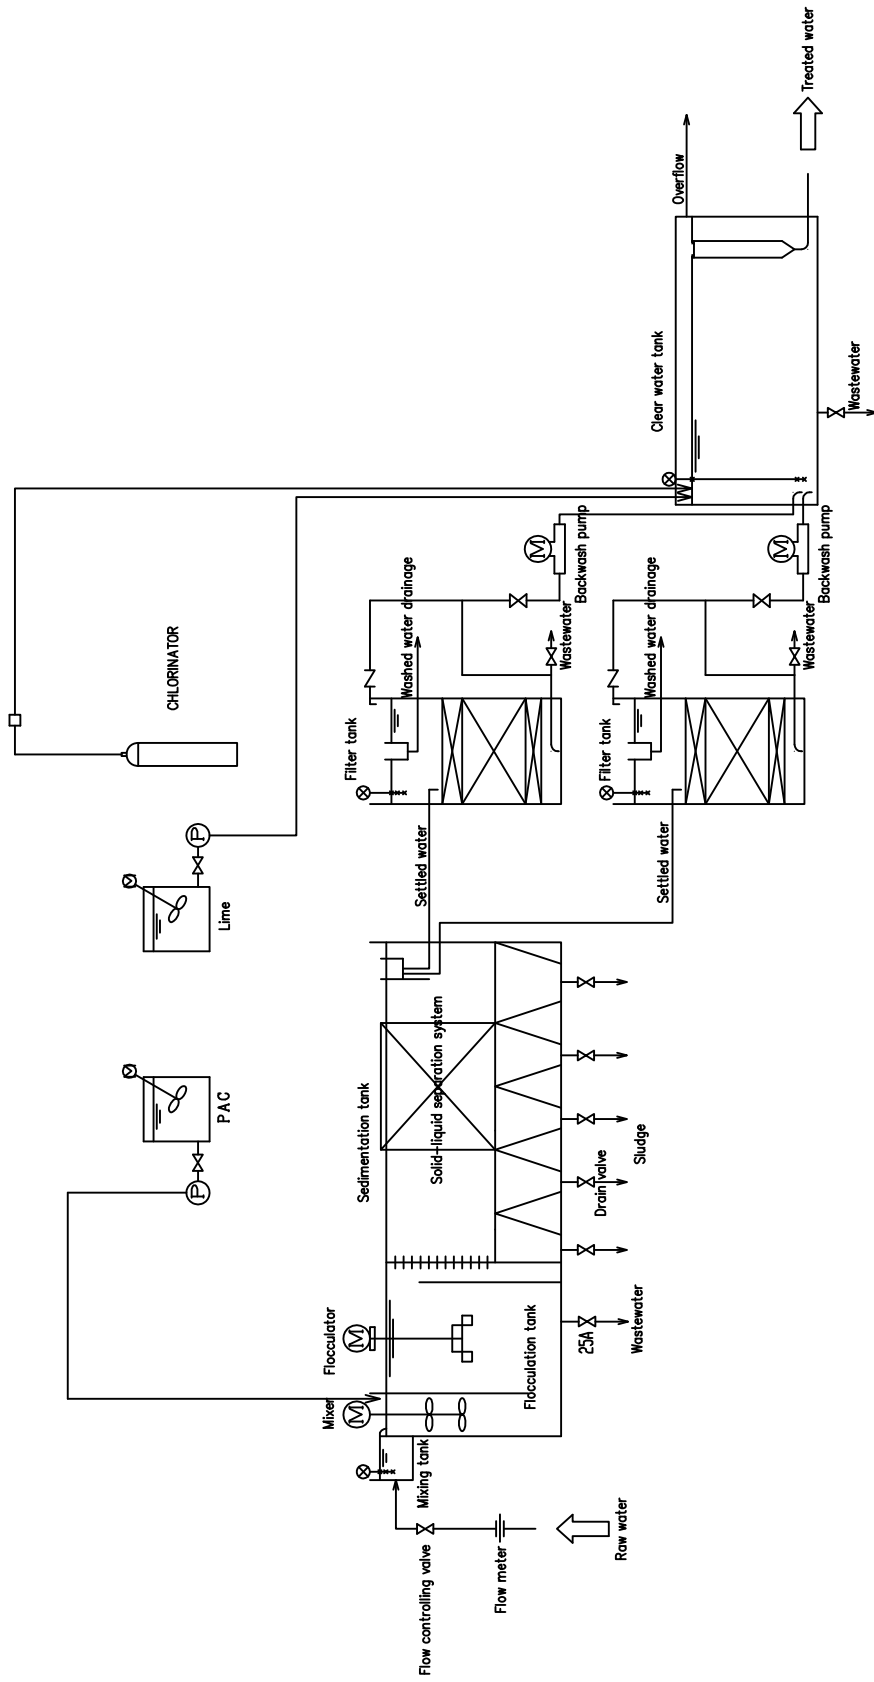 CHLORINATOR
Lime
PAC
Overflow
Treated water
Clear water tank
Wastewater
Backwash pump
Washed water drainage
Filter tank
Wastewater
Settled water
Backwash pump
Washed water drainage
Filter tank
Wastewater
Settled water
Sedimentation tank
Solid-liquid separation system
Sludge
Drain valve
Flocculator
Mixer
Flocculation tank
25A
Wastewater
Mixing tank
Flow controlling valve
Flow meter
Raw water
P
P
M
M
M
M